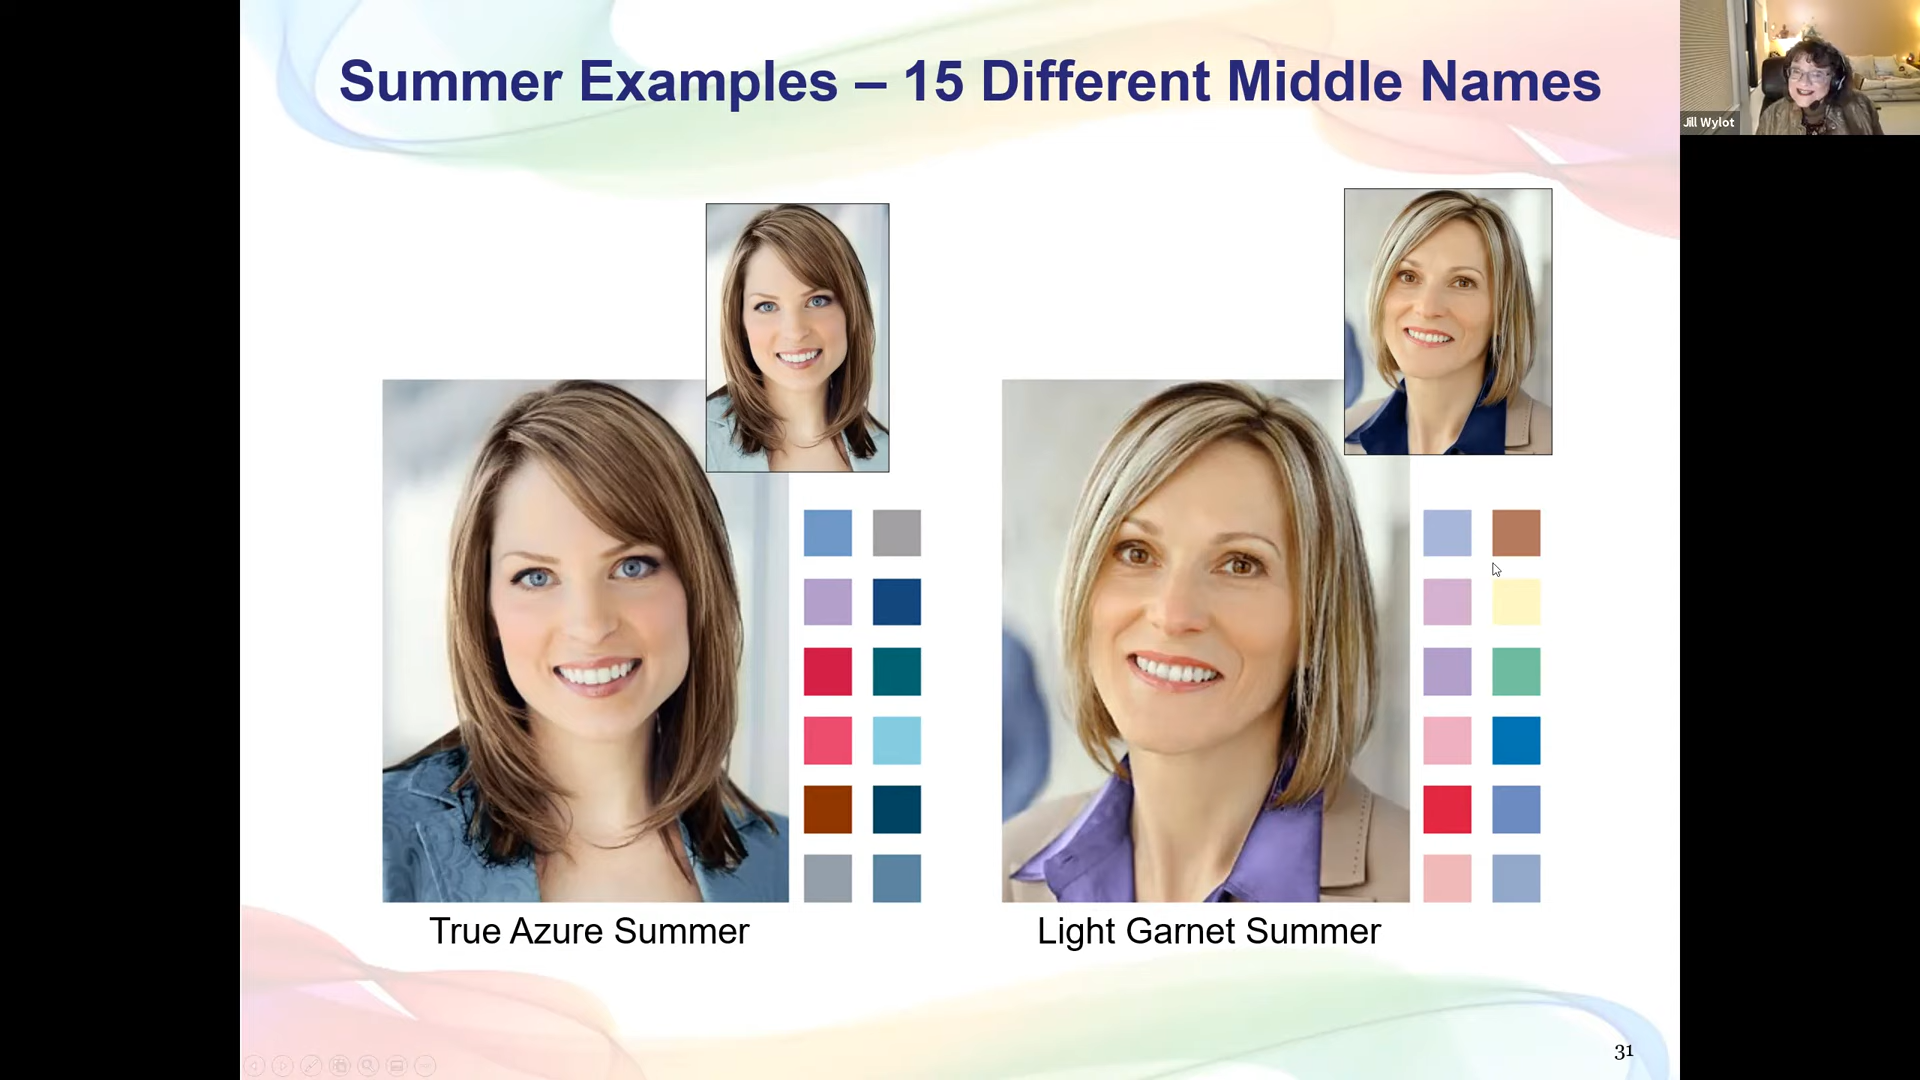 Summer Examples – 15 Different Middle Names
Jill Wylot
True Azure Summer
Light Garnet Summer
31